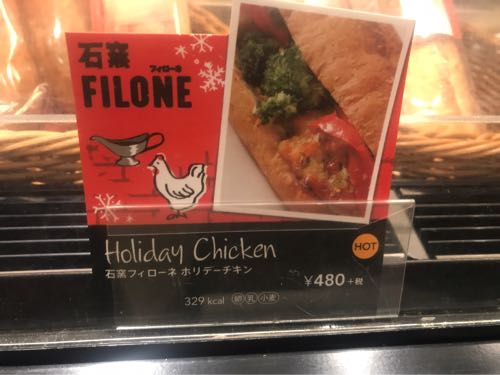 石窯
フィローネ
FILONE
Holiday Chicken
HOT
石窯フィローネ ホリデーチキン
¥480+税
329 kcal 卵 乳 小麦